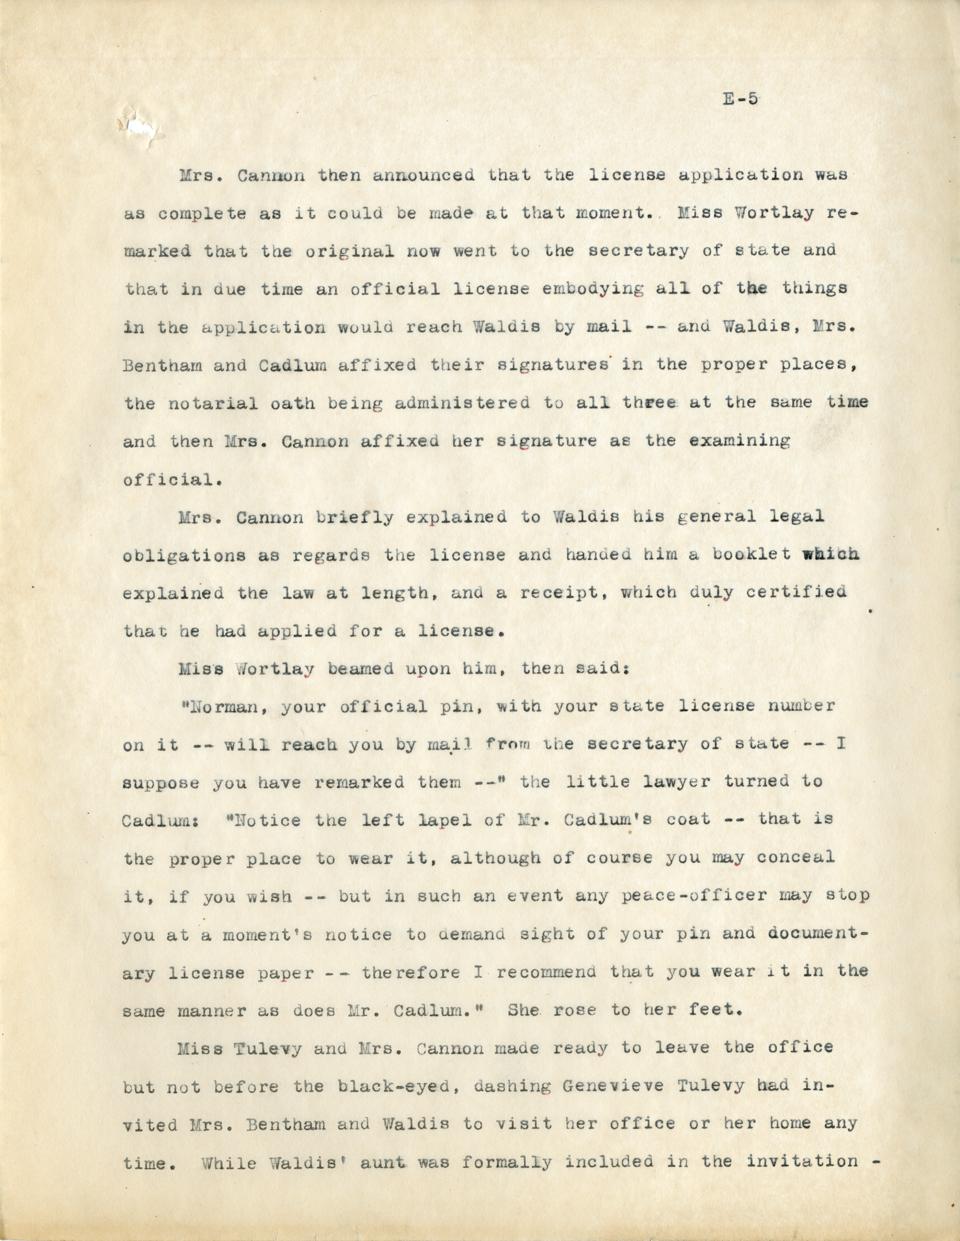 E-5
Mrs. Cannon then announced that the license application was
as complete as it could be made at that moment. Miss Wortlay re-
marked that the original now went to the secretary of state and
that in due time an official license embodying all of the things
in the application would reach Waldis by mail -- and Waldis, Mrs.
Bentham and Cadlum affixed their signatures in the proper places,
the notarial oath being administered to all three at the same time
and then Mrs. Cannon affixed her signature as the examining
official.
Mrs. Cannon briefly explained to Waldis his general legal
obligations as regards the license and handed him a booklet which
explained the law at length, and a receipt, which duly certified
that he had applied for a license.
Miss Wortlay beamed upon him, then said:
"Norman, your official pin, with your state license number
on it -- will reach you by mail from the secretary of state -- I
suppose you have remarked them --" the little lawyer turned to
Cadlum: "Notice the left lapel of Mr. Cadlum's coat -- that is
the proper place to wear it, although of course you may conceal
it, if you wish -- but in such an event any peace-officer may stop
you at a moment's notice to demand sight of your pin and document-
ary license paper -- therefore I recommend that you wear it in the
same manner as does Mr. Cadlum." She rose to her feet.
Miss Tulevy and Mrs. Cannon made ready to leave the office
but not before the black-eyed, dashing Genevieve Tulevy had in-
vited Mrs. Bentham and Waldis to visit her office or her home any
time. While Waldis' aunt was formally included in the invitation -